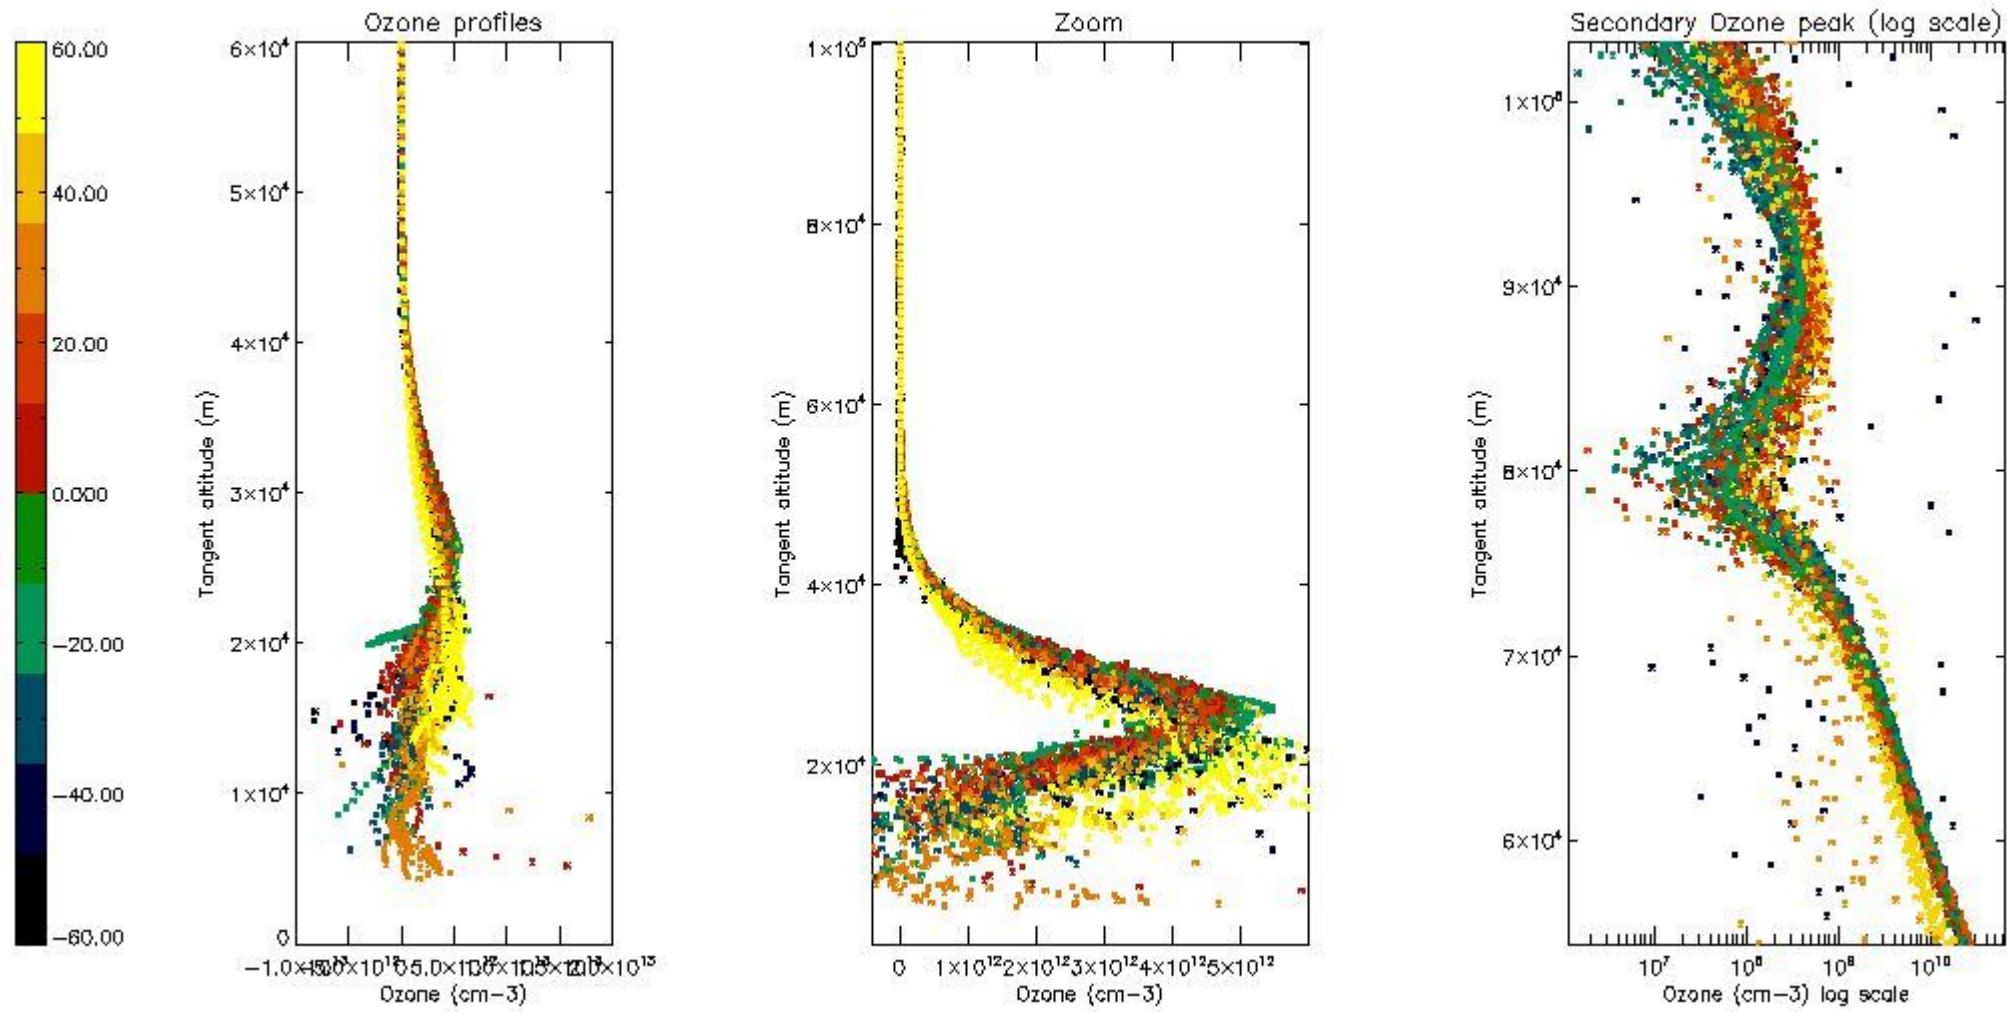 Ozone profiles
Zoom
Secondary Ozone peak (log scale)
60.00
40.00
20.00
−20.00
−40.00
−60.00
6×10⁴
5×10⁴
4×10⁴
3×10⁴
2×10⁴
1×10⁴
0
Tangent altitude (m)
Ozone (cm−3)
1×10⁵
8×10⁴
6×10⁴
4×10⁴
2×10⁴
Tangent altitude (m)
0 1×10¹² 2×10¹² 3×10¹² 4×10¹² 5×10¹²
Ozone (cm−3)
9×10⁴
8×10⁴
7×10⁴
6×10⁴
Tangent altitude (m)
10⁷ 10⁸ 10⁹ 10¹⁰
Ozone (cm−3) log scale